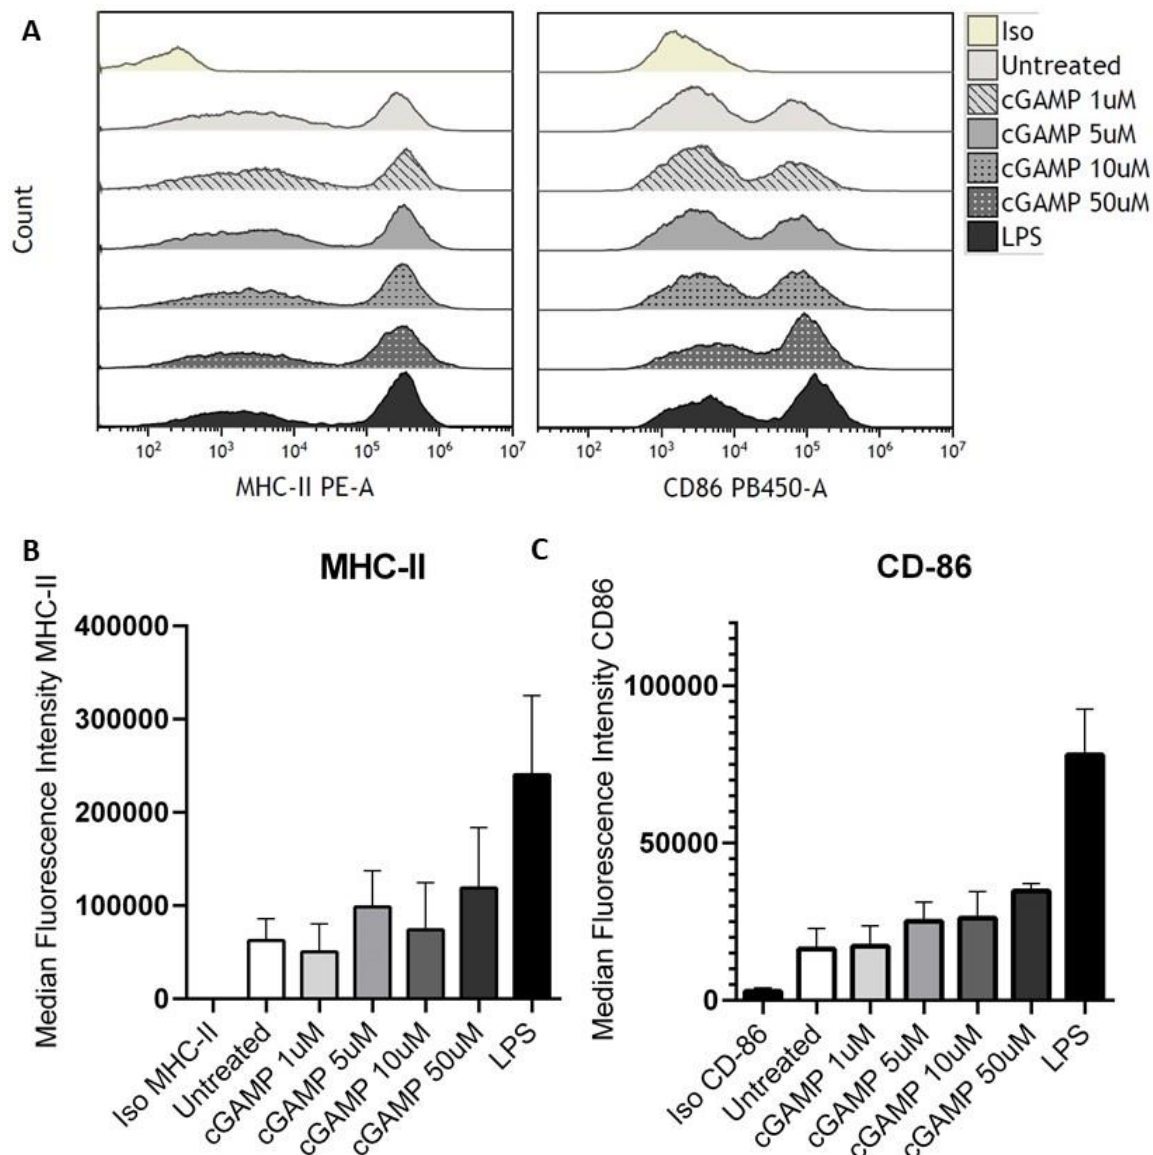 A
Iso
Untreated
cGAMP 1uM
cGAMP 5uM
cGAMP 10uM
cGAMP 50uM
LPS
Count
10² 10³ 10⁴ 10⁵ 10⁶ 10⁷
MHC-II PE-A
10² 10³ 10⁴ 10⁵ 10⁶ 10⁷
CD86 PB450-A
B
MHC-II
Median Fluorescence Intensity MHC-II
400000
300000
200000
100000
0
Iso MHC-II
Untreated
cGAMP 1uM
cGAMP 5uM
cGAMP 10uM
cGAMP 50uM
LPS
C
CD-86
Median Fluorescence Intensity CD86
100000
50000
0
Iso CD-86
Untreated
cGAMP 1uM
cGAMP 5uM
cGAMP 10uM
cGAMP 50uM
LPS